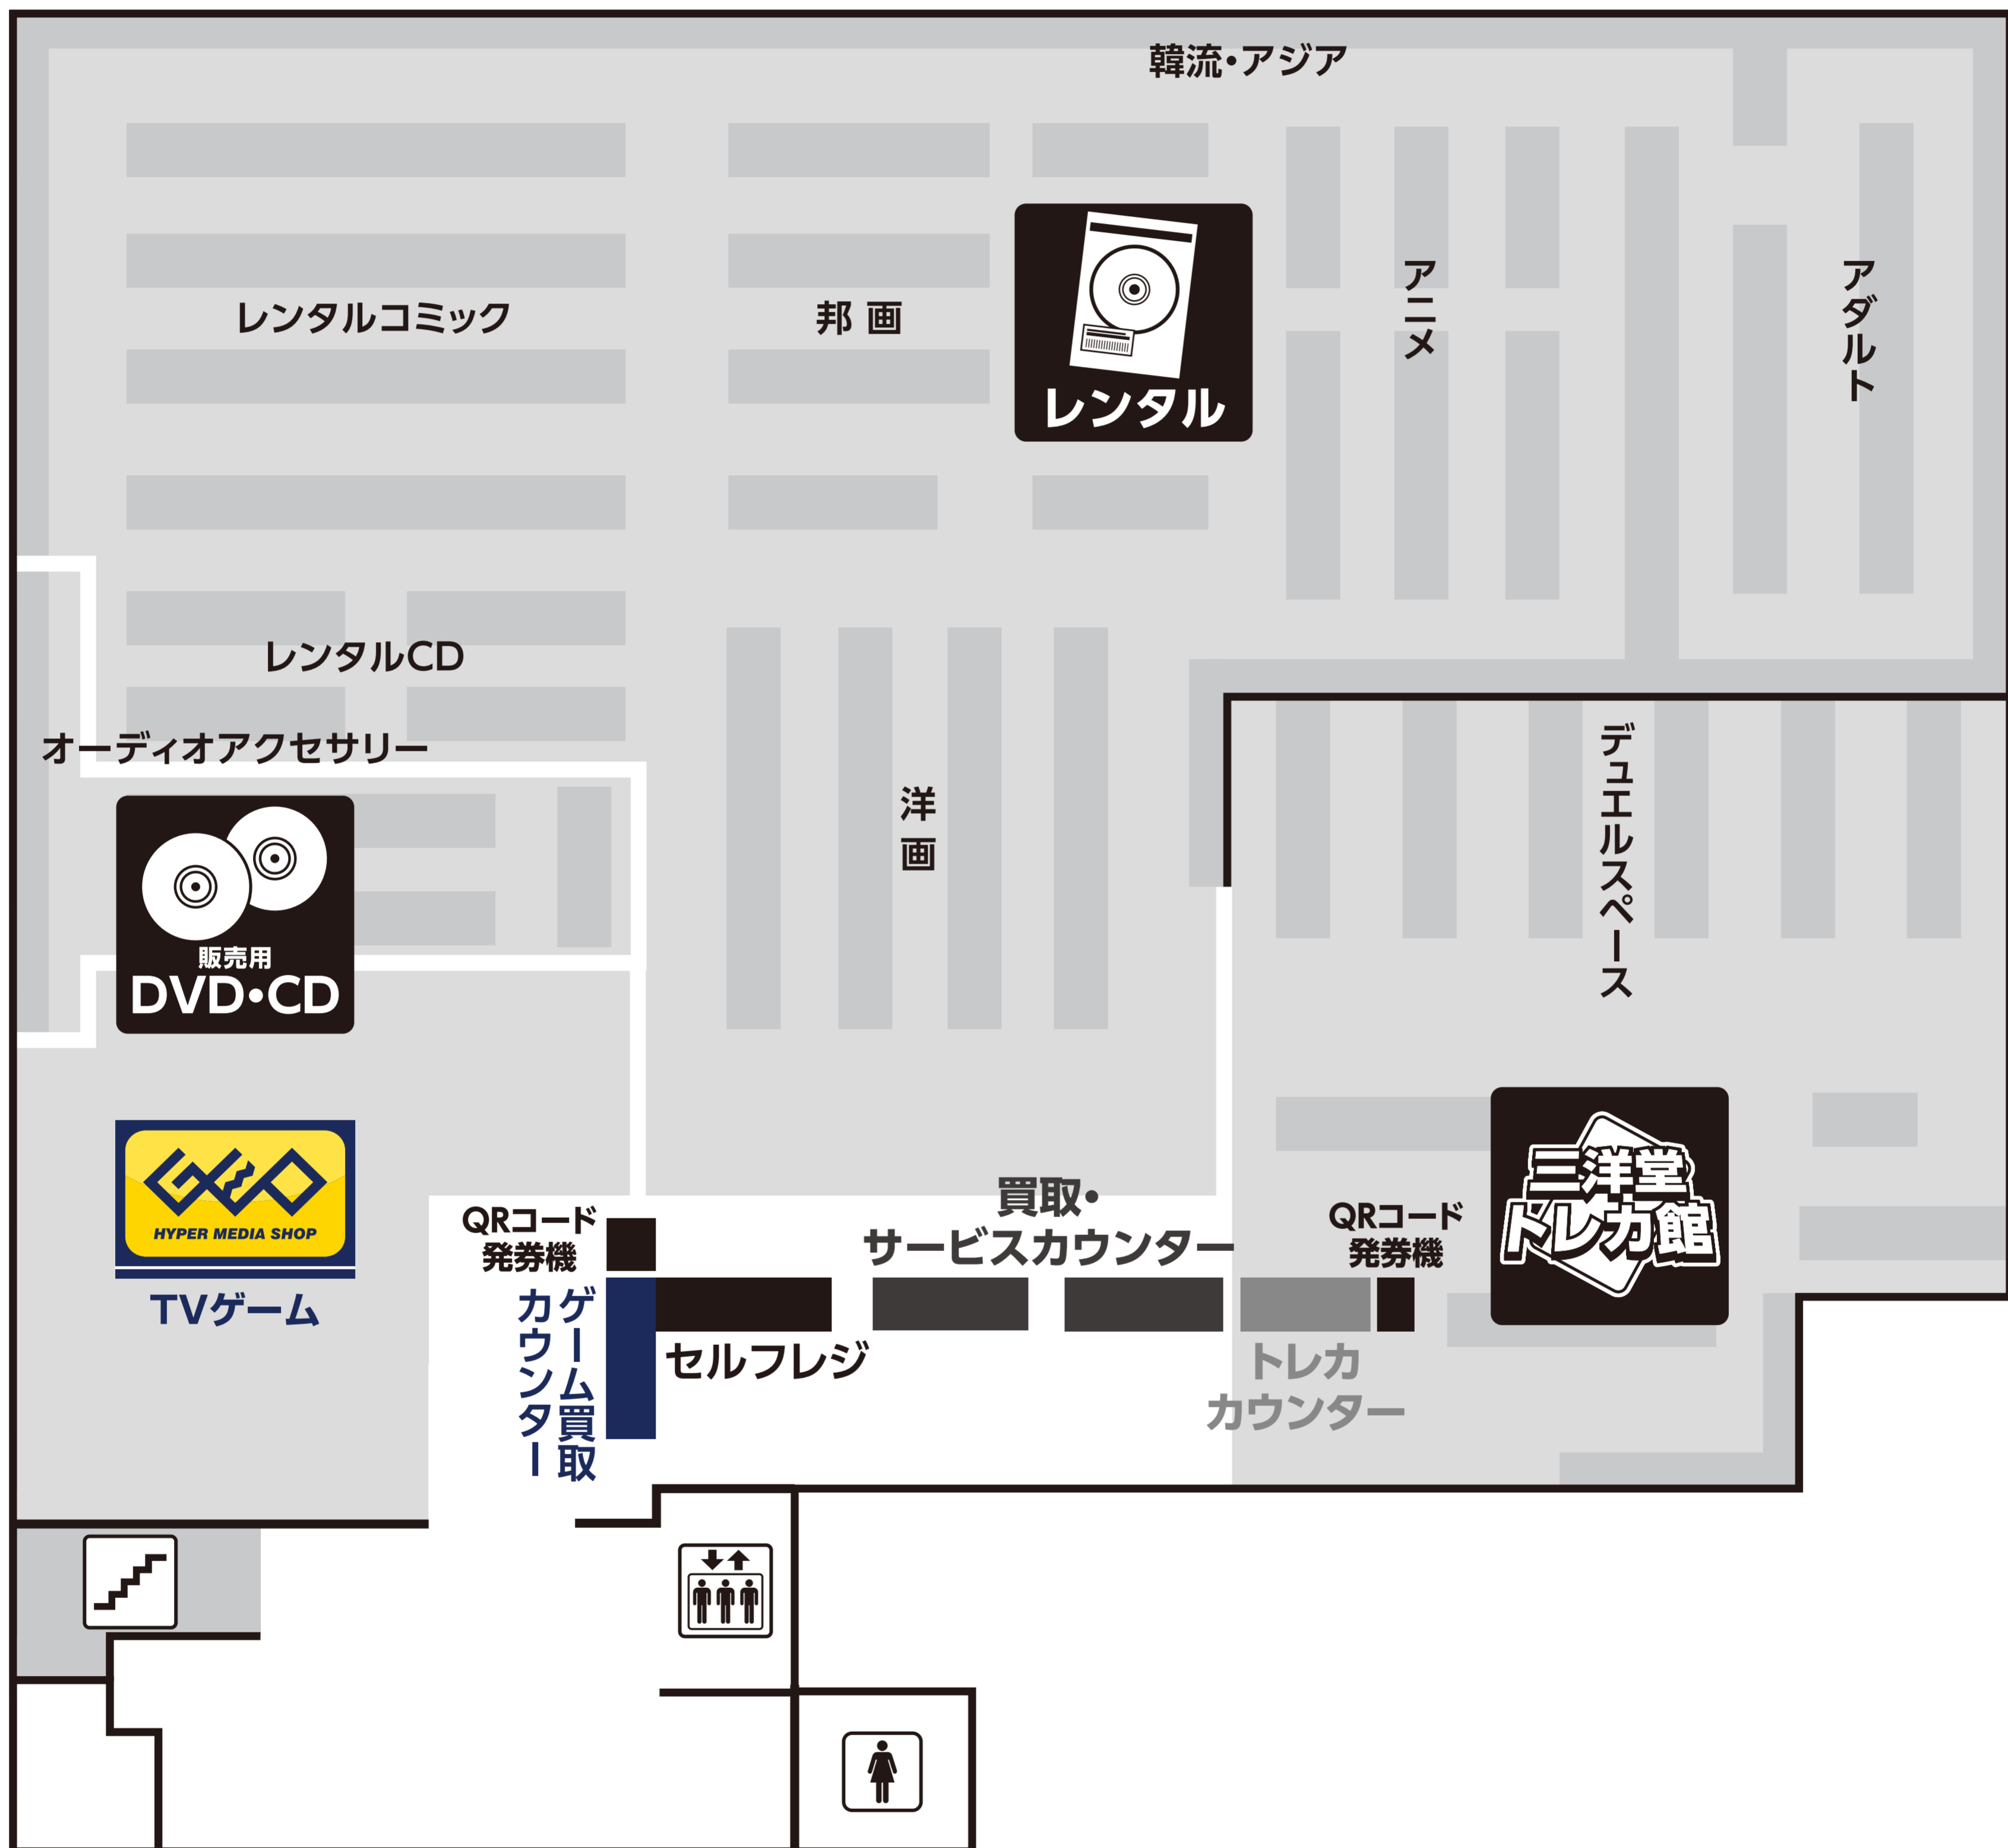 韓流・アジア
レンタルコミック
邦画
レンタル
アニメ
アダルト
レンタルCD
オーディオアクセサリー
洋画
デュエルスペース
販売用
DVD・CD
GEO
HYPER MEDIA SHOP
TVゲーム
QRコード
発券機
ゲーム買取
カウンター
セルフレジ
買取・
サービスカウンター
QRコード
発券機
トレカ
カウンター
三洋堂
トレカ館